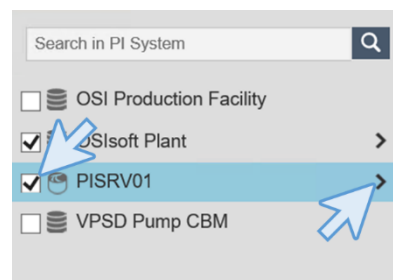 Search in PI System
OSI Production Facility
OSIsoft Plant
PISRV01
VPSD Pump CBM